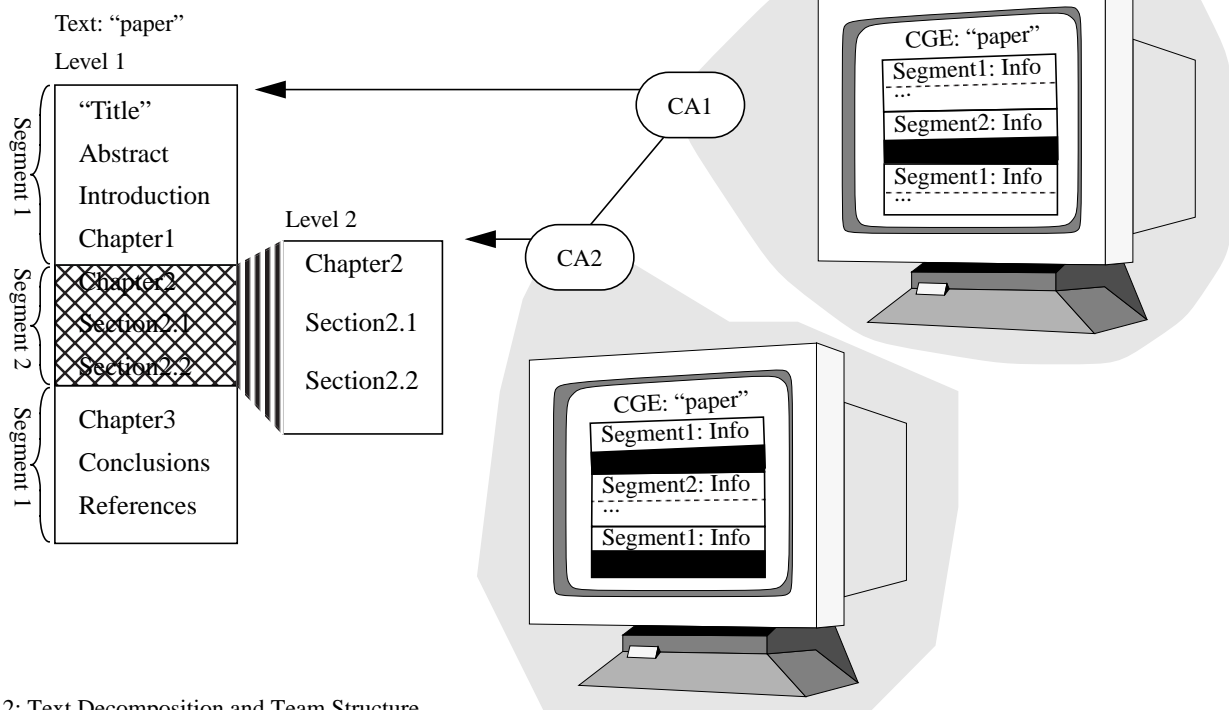 Text: “paper”
Level 1
Segment 1
“Title”
Abstract
Introduction
Chapter1
Segment 2
Chapter2
Section2.1
Section2.2
Segment 1
Chapter3
Conclusions
References
Level 2
Chapter2
Section2.1
Section2.2
CA1
CA2
CGE: “paper”
Segment1: Info
...
Segment2: Info
Segment1: Info
...
CGE: “paper”
Segment1: Info
Segment2: Info
...
Segment1: Info
2: Text Decomposition and Team Structure